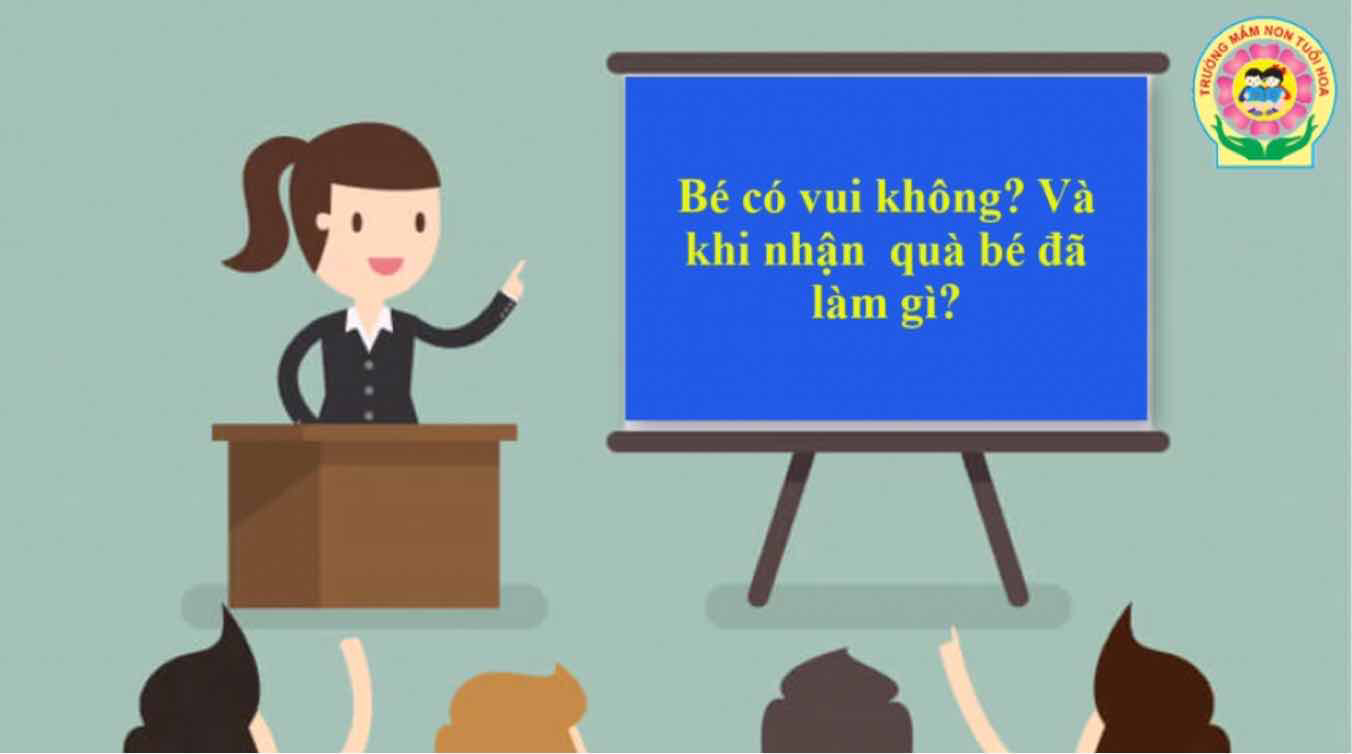 TRƯỜNG MẦM NON TUỔI HOA
Bé có vui không? Và
khi nhận quà bé đã
làm gì?